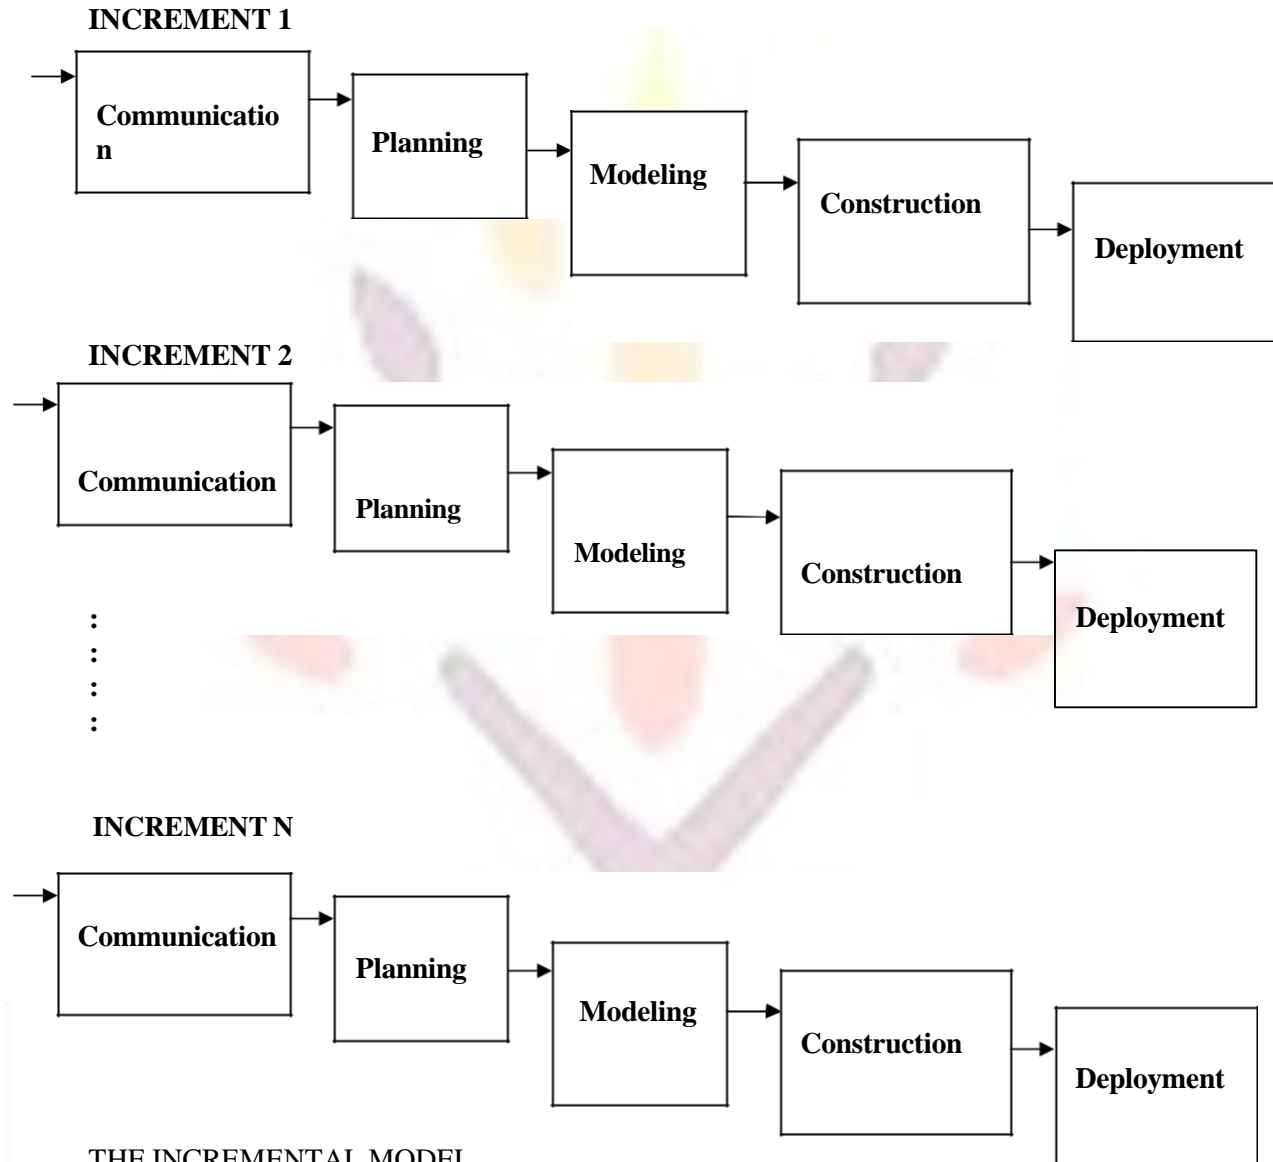 INCREMENT 1
Communicatio
n
Planning
Modeling
Construction
Deployment
INCREMENT 2
Communication
Planning
Modeling
Construction
Deployment
:
:
:
:
INCREMENT N
Communication
Planning
Modeling
Construction
Deployment
THE INCREMENTAL MODEL